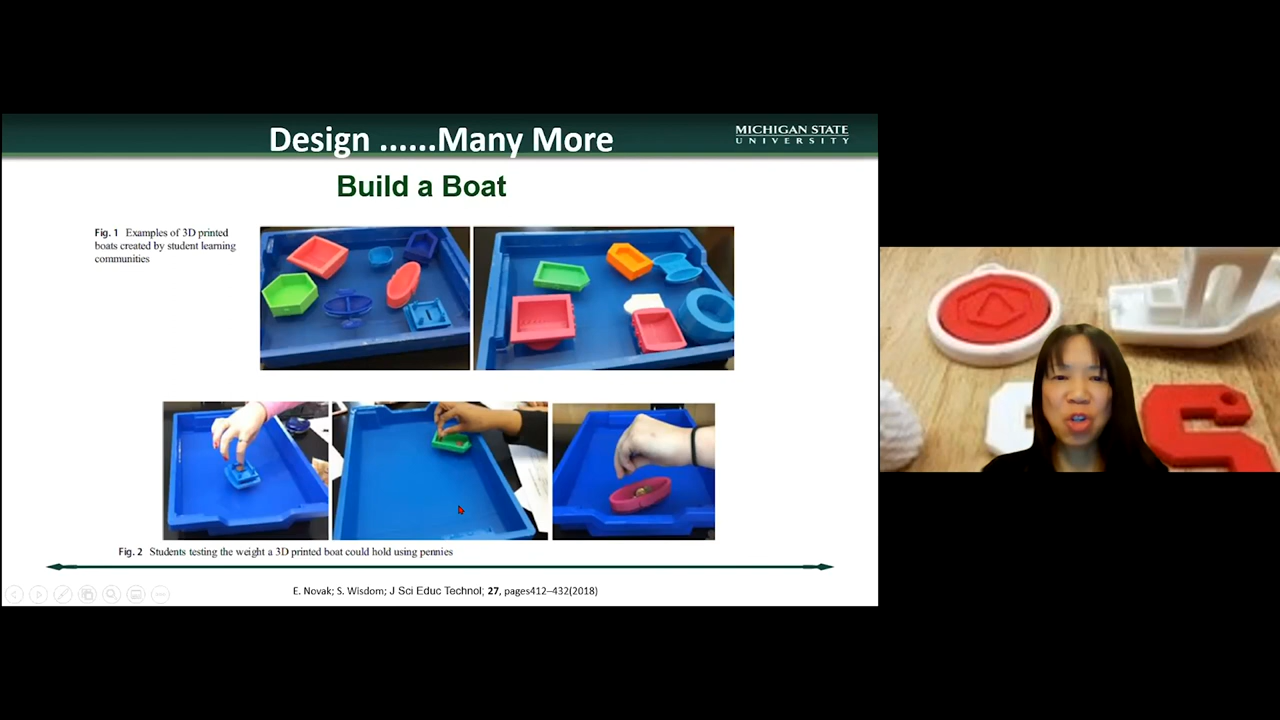 Design ......Many More
MICHIGAN STATE
UNIVERSITY
Build a Boat
Fig. 1 Examples of 3D printed
boats created by student learning
communities
Fig. 2 Students testing the weight a 3D printed boat could hold using pennies
E. Novak; S. Wisdom; J Sci Educ Technol; 27, pages412–432(2018)